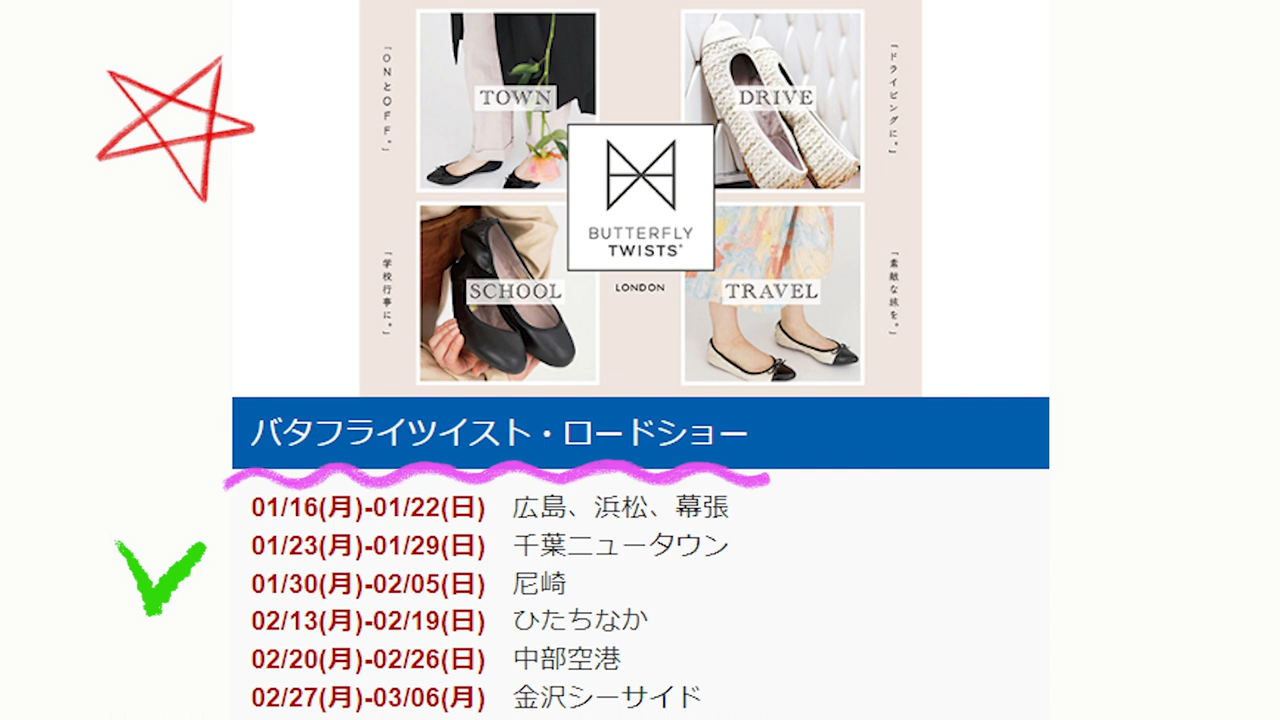 「ONとOFF。」
TOWN
DRIVE
「ドライビングに。」
BUTTERFLY
TWISTS®
LONDON
「学校行事に。」
SCHOOL
TRAVEL
「素敵な旅を。」
バタフライツイスト・ロードショー
01/16(月)-01/22(日) 広島、浜松、幕張
01/23(月)-01/29(日) 千葉ニュータウン
01/30(月)-02/05(日) 尼崎
02/13(月)-02/19(日) ひたちなか
02/20(月)-02/26(日) 中部空港
02/27(月)-03/06(月) 金沢シーサイド